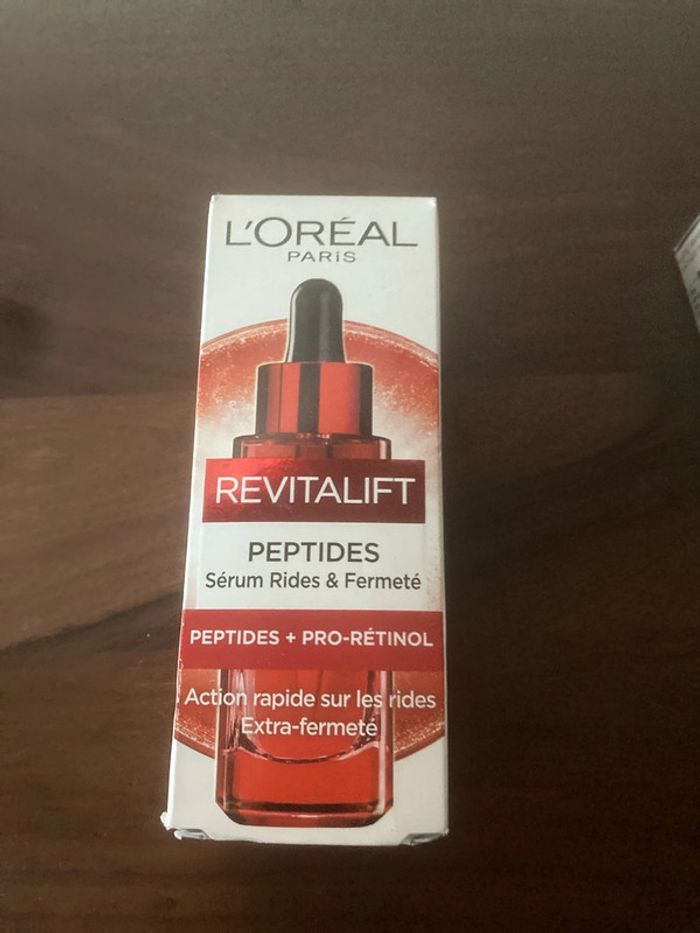 L'ORÉAL
PARiS
REVITALIFT
PEPTIDES
Sérum Rides & Fermeté
PEPTIDES + PRO-RÉTINOL
Action rapide sur les rides
Extra-fermeté